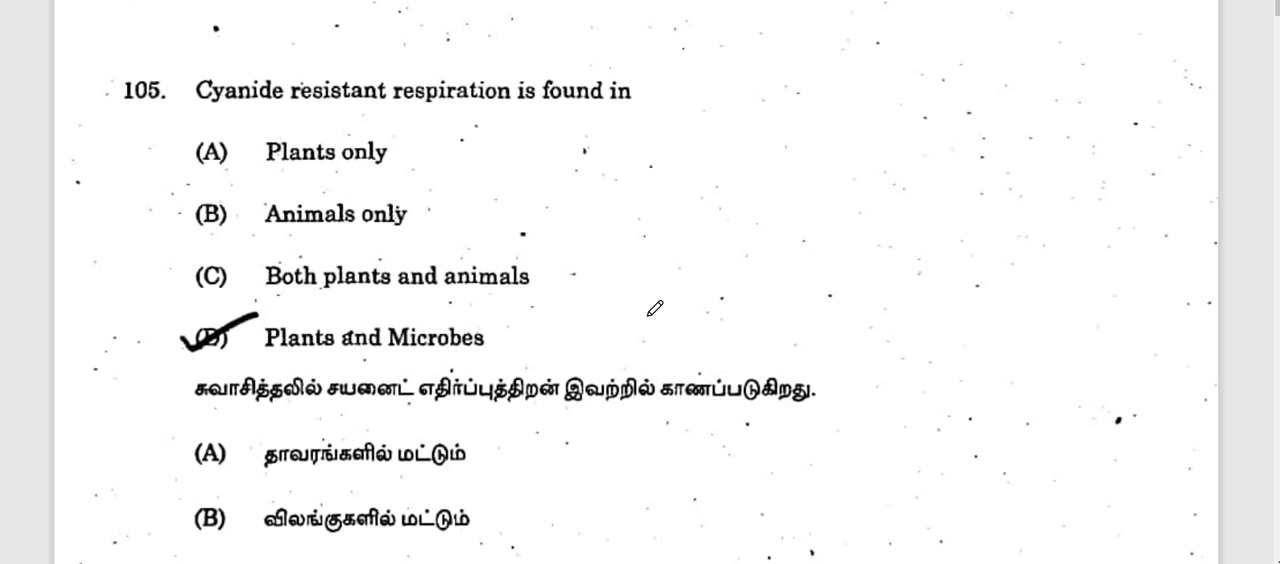 105. Cyanide resistant respiration is found in
(A) Plants only
(B) Animals only
(C) Both plants and animals
(D) Plants and Microbes
சுவாசித்தலில் சயனைட் எதிர்ப்புத்திறன் இவற்றில் காணப்படுகிறது.
(A) தாவரங்களில் மட்டும்
(B) விலங்குகளில் மட்டும்